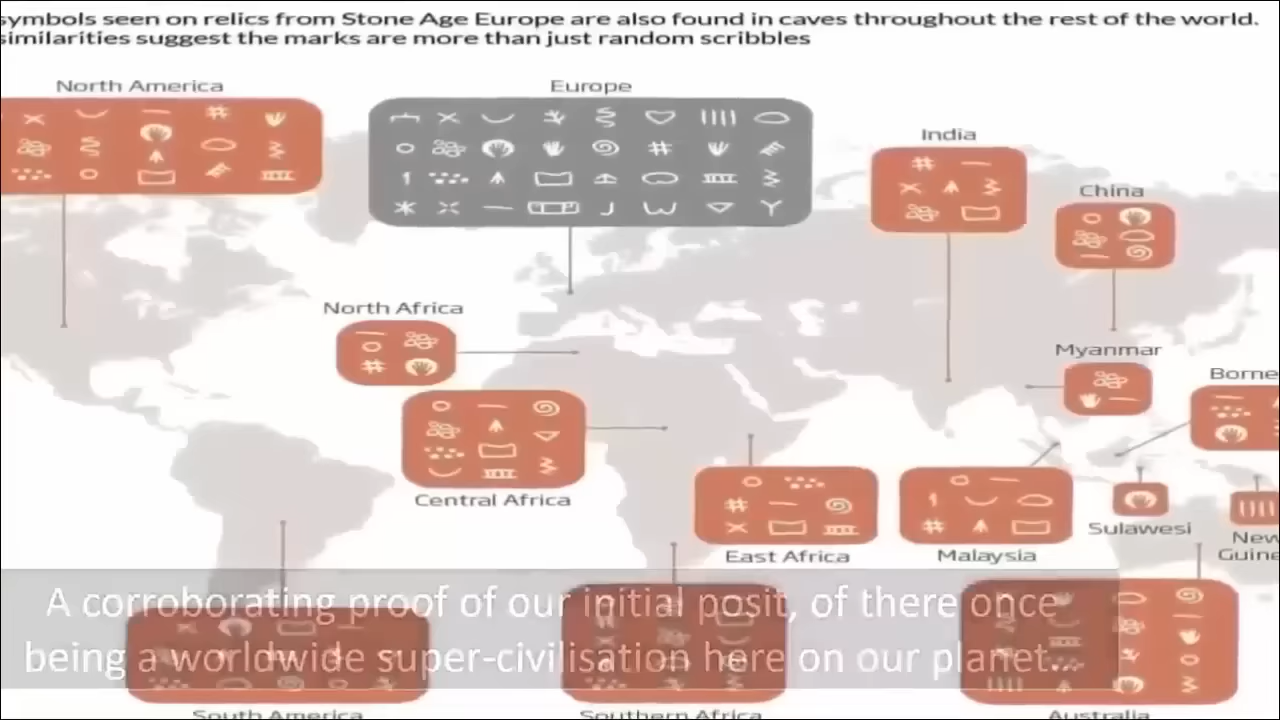 symbols seen on relics from Stone Age Europe are also found in caves throughout the rest of the world.
similarities suggest the marks are more than just random scribbles
North America
Europe
India
China
North Africa
Myanmar
Borne
Central Africa
East Africa
Malaysia
Sulawesi
New
Guine
A corroborating proof of our initial posit, of there once
being a worldwide super-civilisation here on our planet...
South America
Southern Africa
Australia